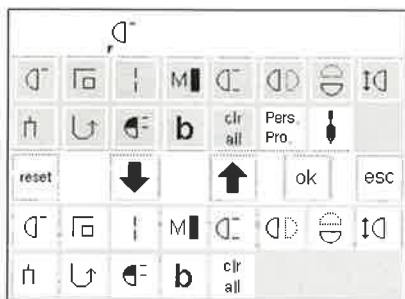 r
M b clr all Pers. Pro.
reset ok esc
M
b clr all